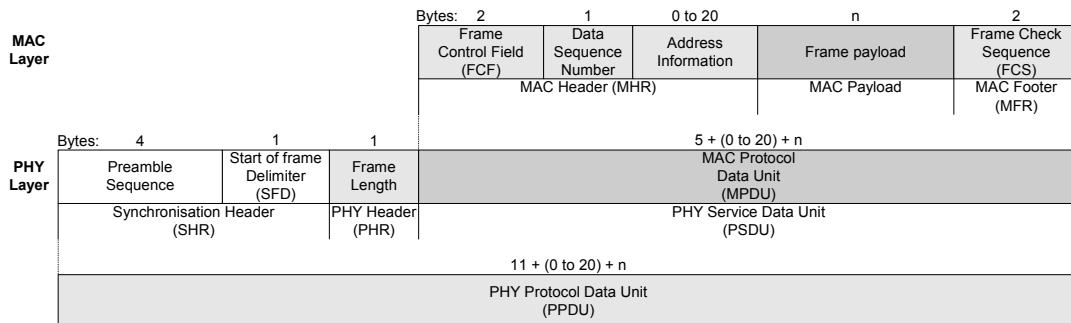 Bytes: 2 1 0 to 20 n 2
MAC
Layer
Frame
Control Field
(FCF)
Data
Sequence
Number
Address
Information
Frame payload
Frame Check
Sequence
(FCS)
MAC Header (MHR)
MAC Payload
MAC Footer
(MFR)
Bytes: 4 1 1 5 + (0 to 20) + n
PHY
Layer
Preamble
Sequence
Start of frame
Delimiter
(SFD)
Frame
Length
MAC Protocol
Data Unit
(MPDU)
Synchronisation Header
(SHR)
PHY Header
(PHR)
PHY Service Data Unit
(PSDU)
11 + (0 to 20) + n
PHY Protocol Data Unit
(PPDU)